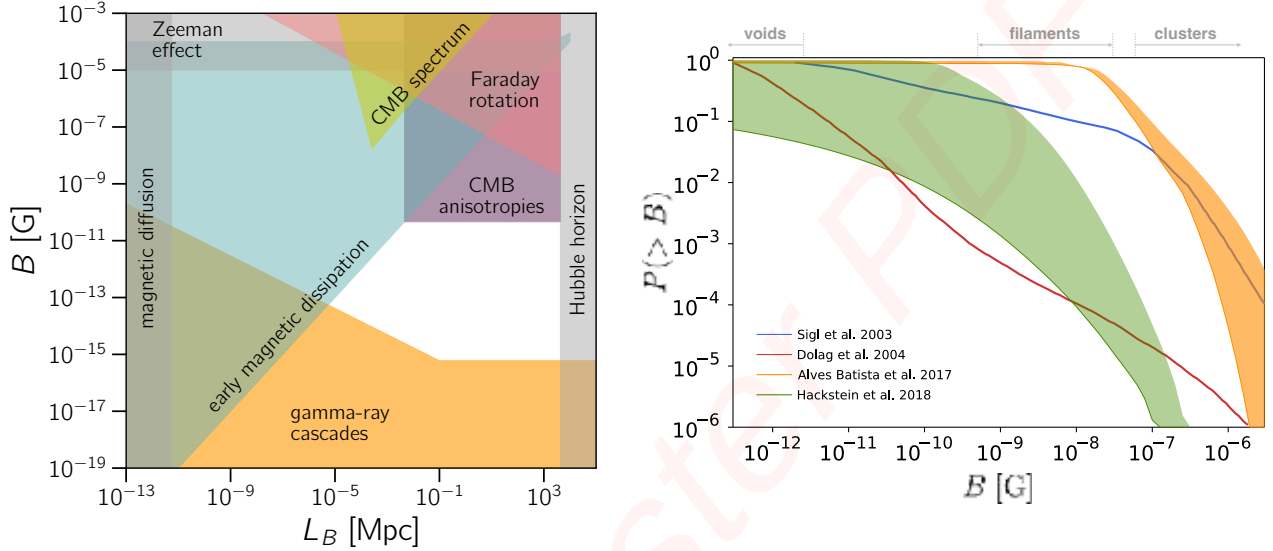 Zeeman
effect
CMB spectrum
Faraday
rotation
CMB
anisotropies
magnetic diffusion
early magnetic dissipation
Hubble horizon
gamma-ray
cascades
10⁻³
10⁻⁵
10⁻⁷
10⁻⁹
10⁻¹¹
10⁻¹³
10⁻¹⁵
10⁻¹⁷
10⁻¹⁹
B [G]
10⁻¹³
10⁻⁹
10⁻⁵
10⁻¹
10³
L_B [Mpc]
voids
filaments
clusters
10⁰
10⁻¹
10⁻²
10⁻³
10⁻⁴
10⁻⁵
10⁻⁶
P(> B)
Sigl et al. 2003
Dolag et al. 2004
Alves Batista et al. 2017
Hackstein et al. 2018
10⁻¹²
10⁻¹¹
10⁻¹⁰
10⁻⁹
10⁻⁸
10⁻⁷
10⁻⁶
B [G]